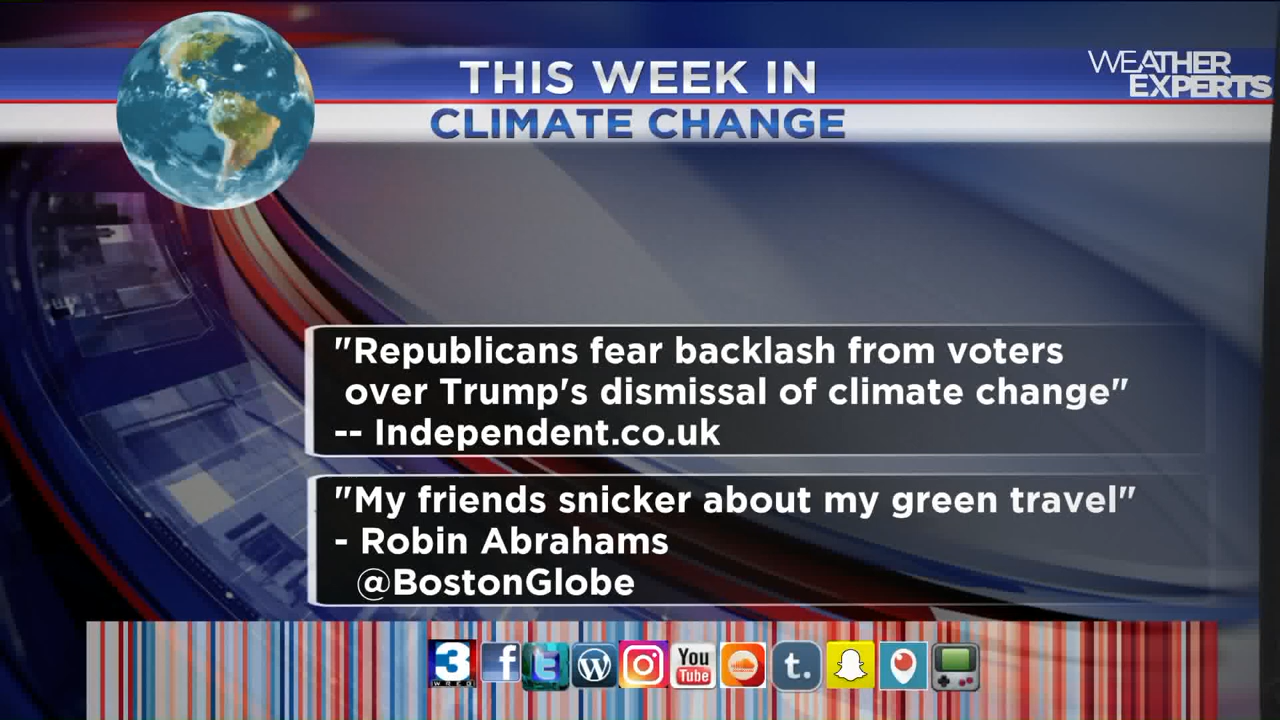 THIS WEEK IN
CLIMATE CHANGE
WEATHER
EXPERTS
"Republicans fear backlash from voters
over Trump's dismissal of climate change"
-- Independent.co.uk
"My friends snicker about my green travel"
- Robin Abrahams
@BostonGlobe
3
WREG
You
Tube
t.